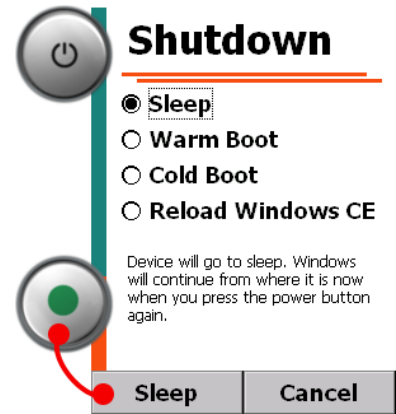 Shutdown
Sleep
Warm Boot
Cold Boot
Reload Windows CE
Device will go to sleep. Windows
will continue from where it is now
when you press the power button
again.
Sleep
Cancel